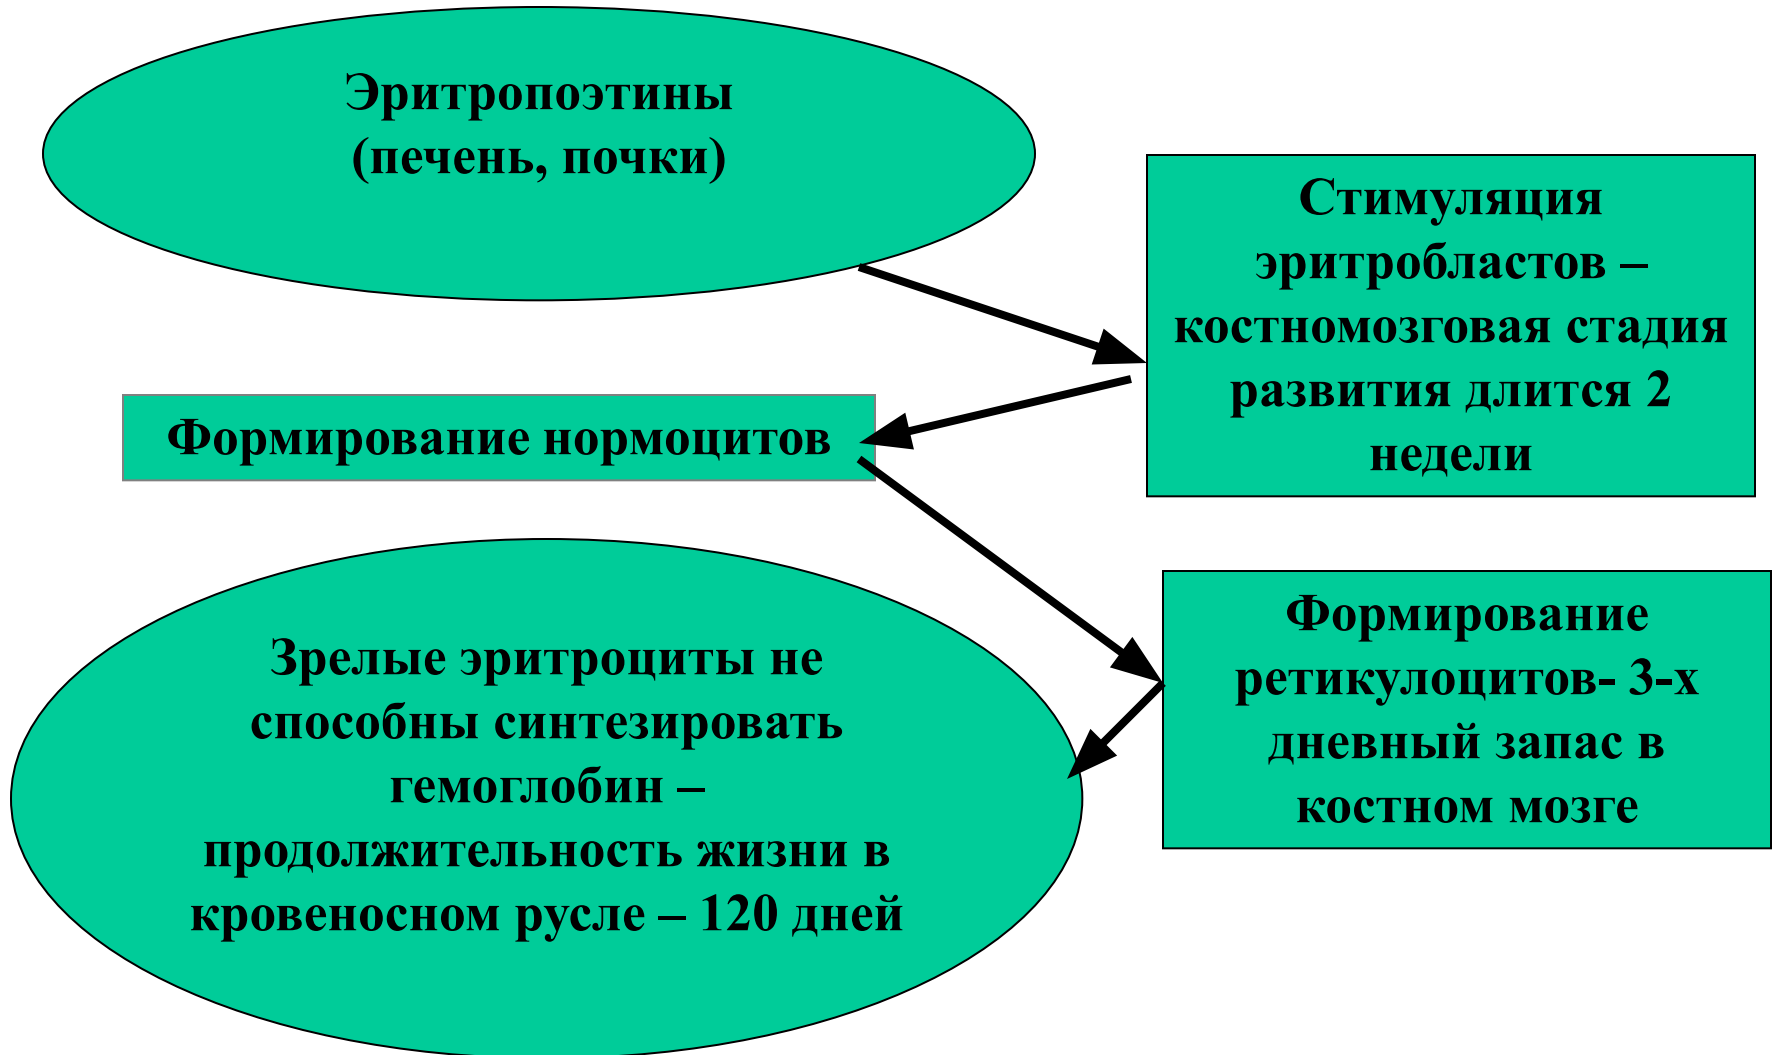 Эритропоэтины
(печень, почки)
Стимуляция
эритробластов –
костномозговая стадия
развития длится 2
недели
Формирование нормоцитов
Формирование
ретикулоцитов- 3-х
дневный запас в
костном мозге
Зрелые эритроциты не
способны синтезировать
гемоглобин –
продолжительность жизни в
кровеносном русле – 120 дней